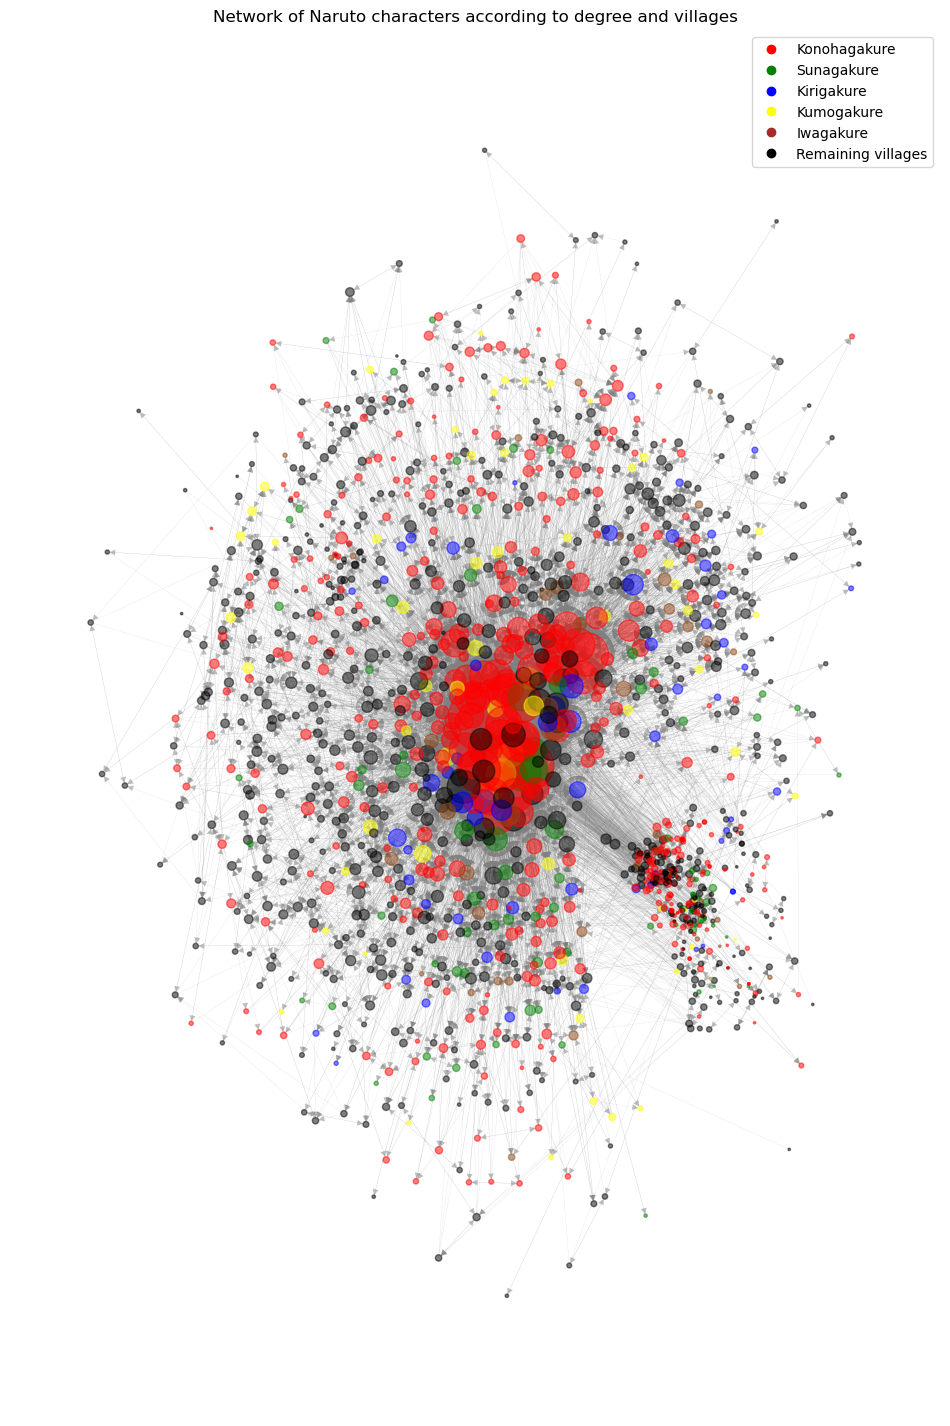 Network of Naruto characters according to degree and villages
Konohagakure
Sunagakure
Kirigakure
Kumogakure
Iwagakure
Remaining villages